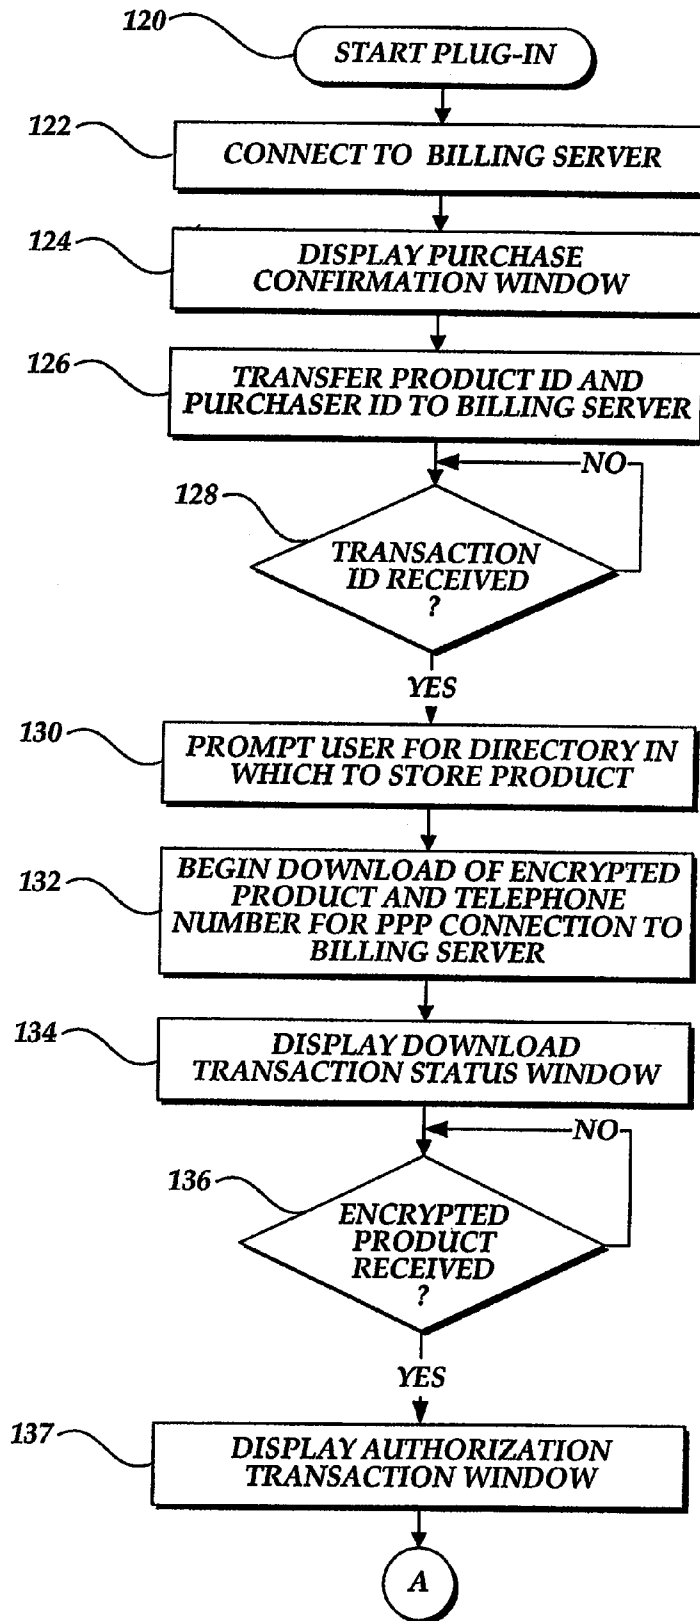 120
START PLUG-IN
122
CONNECT TO BILLING SERVER
124
DISPLAY PURCHASE
CONFIRMATION WINDOW
126
TRANSFER PRODUCT ID AND
PURCHASER ID TO BILLING SERVER
NO
128
TRANSACTION
ID RECEIVED
?
YES
130
PROMPT USER FOR DIRECTORY IN
WHICH TO STORE PRODUCT
132
BEGIN DOWNLOAD OF ENCRYPTED
PRODUCT AND TELEPHONE
NUMBER FOR PPP CONNECTION TO
BILLING SERVER
134
DISPLAY DOWNLOAD
TRANSACTION STATUS WINDOW
NO
136
ENCRYPTED
PRODUCT
RECEIVED
?
YES
137
DISPLAY AUTHORIZATION
TRANSACTION WINDOW
A